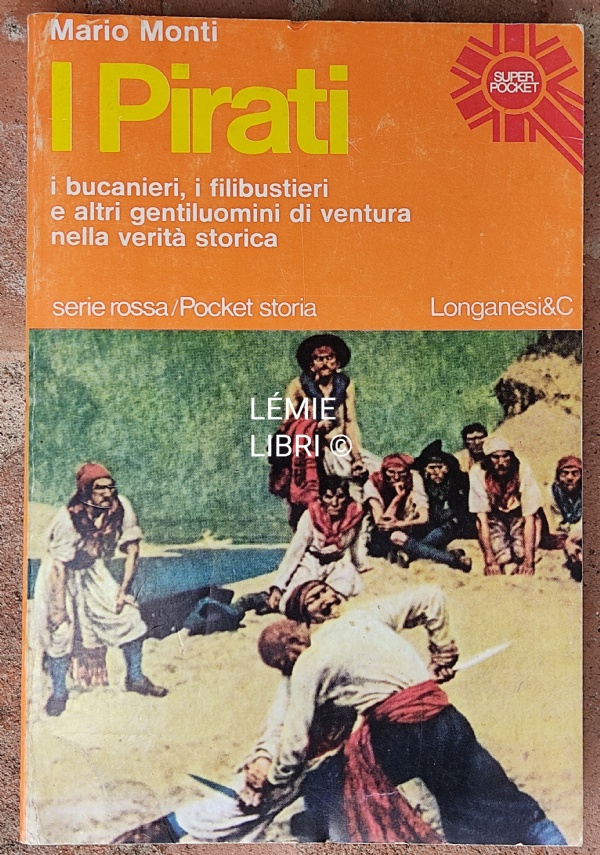 Mario Monti
I Pirati
SUPER
POCKET
i bucanieri, i filibustieri
e altri gentiluomini di ventura
nella verità storica
serie rossa/Pocket storia
Longanesi&C
LÉMIE
LIBRI ©